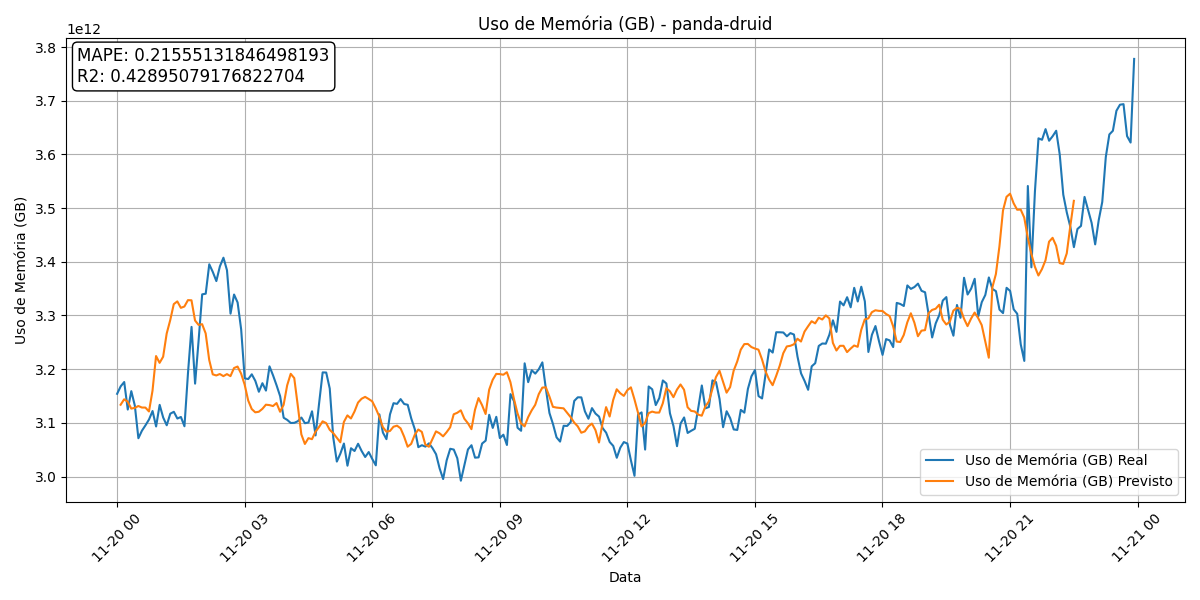 Uso de Memória (GB) - panda-druid
1e12
MAPE: 0.21555131846498193
R2: 0.42895079176822704
3.8
3.7
3.6
3.5
3.4
3.3
3.2
3.1
3.0
Uso de Memória (GB)
Uso de Memória (GB) Real
Uso de Memória (GB) Previsto
11-20 00
11-20 03
11-20 06
11-20 09
11-20 12
11-20 15
11-20 18
11-20 21
11-21 00
Data